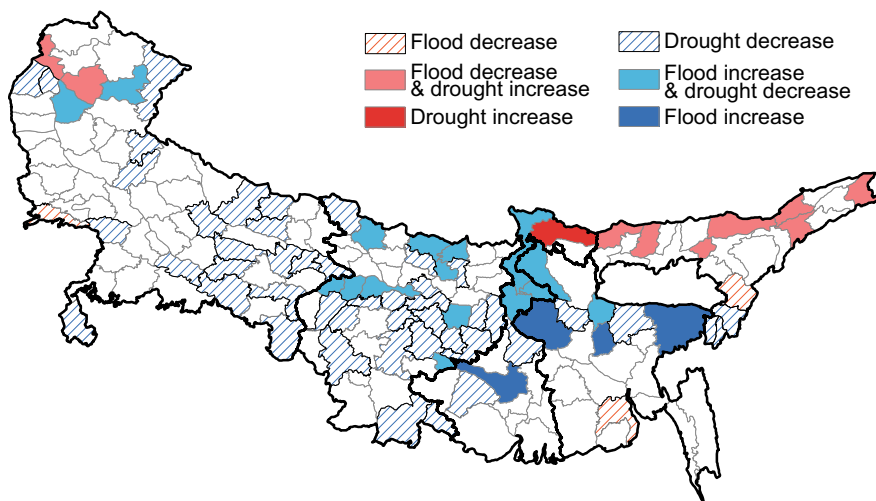 Flood decrease
Flood decrease
& drought increase
Drought increase
Drought decrease
Flood increase
& drought decrease
Flood increase